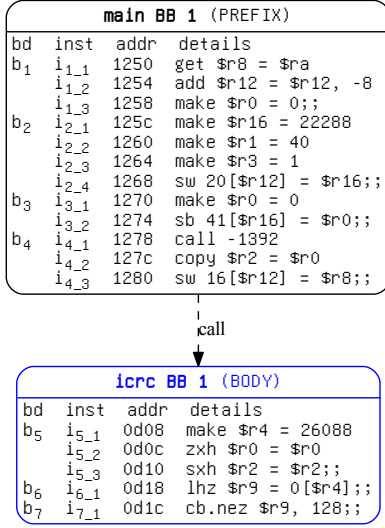 main BB 1 (PREFIX)
bd inst addr details
b1 i1_1 1250 get $r8 = $ra
i1_2 1254 add $r12 = $r12, -8
i1_3 1258 make $r0 = 0;;
b2 i2_1 125c make $r16 = 22288
i2_2 1260 make $r1 = 40
i2_3 1264 make $r3 = 1
i2_4 1268 sw 20[$r12] = $r16;;
b3 i3_1 1270 make $r0 = 0
i3_2 1274 sb 41[$r16] = $r0;;
b4 i4_1 1278 call -1392
i4_2 127c copy $r2 = $r0
i4_3 1280 sw 16[$r12] = $r8;;
call
icrc BB 1 (BODY)
bd inst addr details
b5 i5_1 0d08 make $r4 = 26088
i5_2 0d0c zxh $r0 = $r0
i5_3 0d10 sxh $r2 = $r2;;
b6 i6_1 0d18 lhz $r9 = 0[$r4];;
b7 i7_1 0d1c cb.nez $r9, 128;;